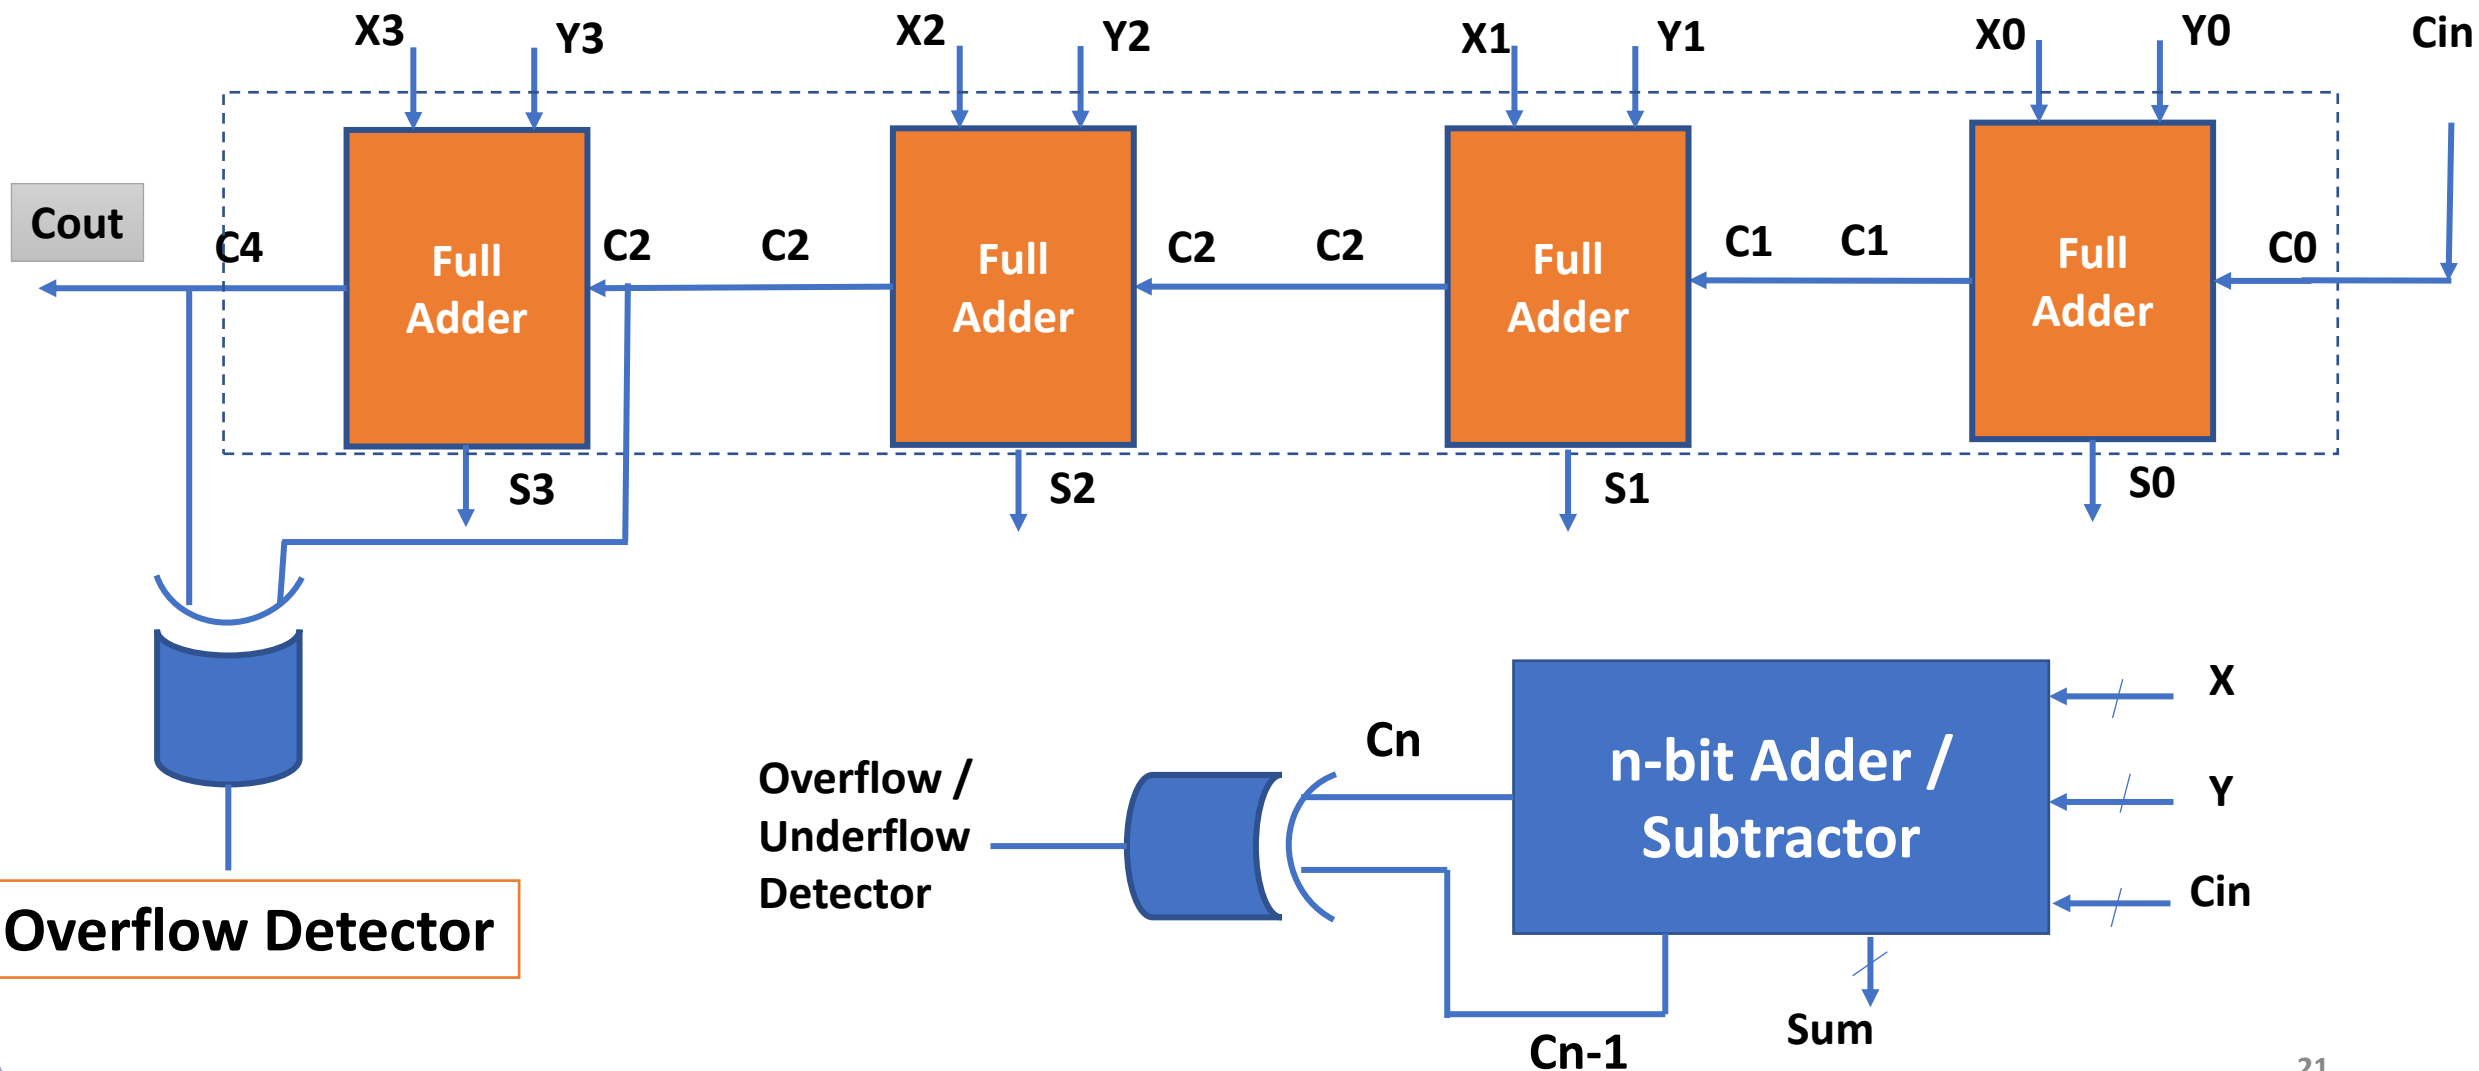 X3
Y3
X2
Y2
X1
Y1
X0
Y0
Cin
Cout
C4
Full
Adder
C2
C2
Full
Adder
C2
C2
Full
Adder
C1
C1
Full
Adder
C0
S3
S2
S1
S0
Overflow Detector
Overflow /
Underflow
Detector
Cn
n-bit Adder /
Subtractor
X
Y
Cin
Cn-1
Sum
21